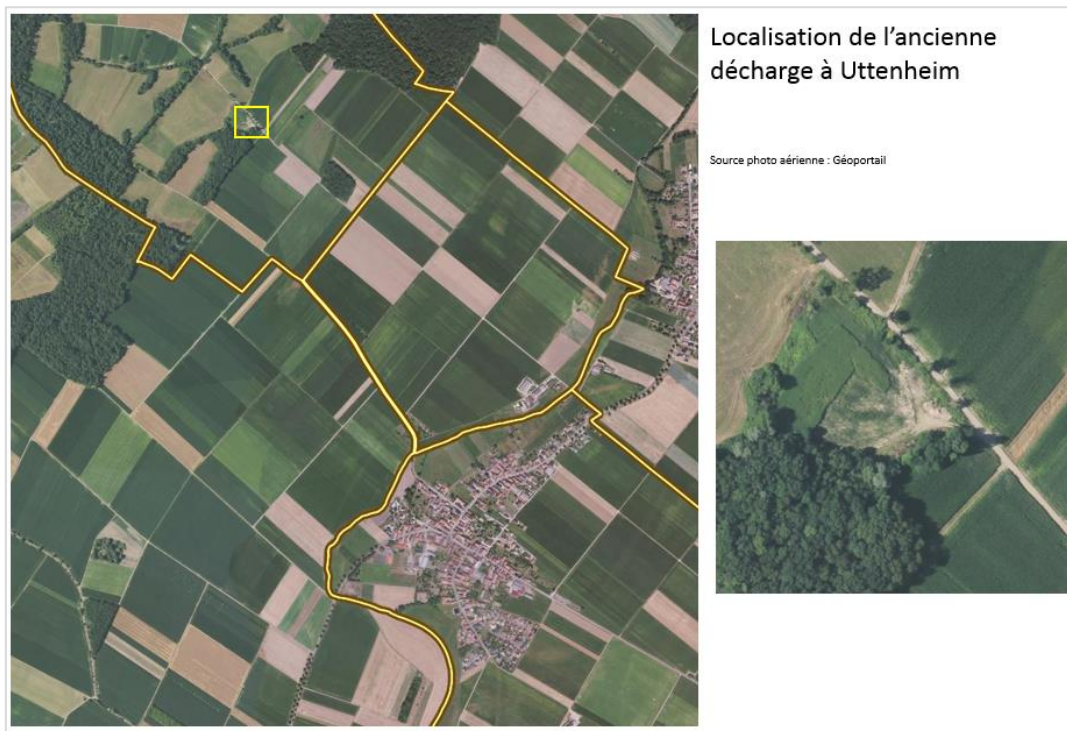 Localisation de l’ancienne
décharge à Uttenheim
Source photo aérienne : Géoportail